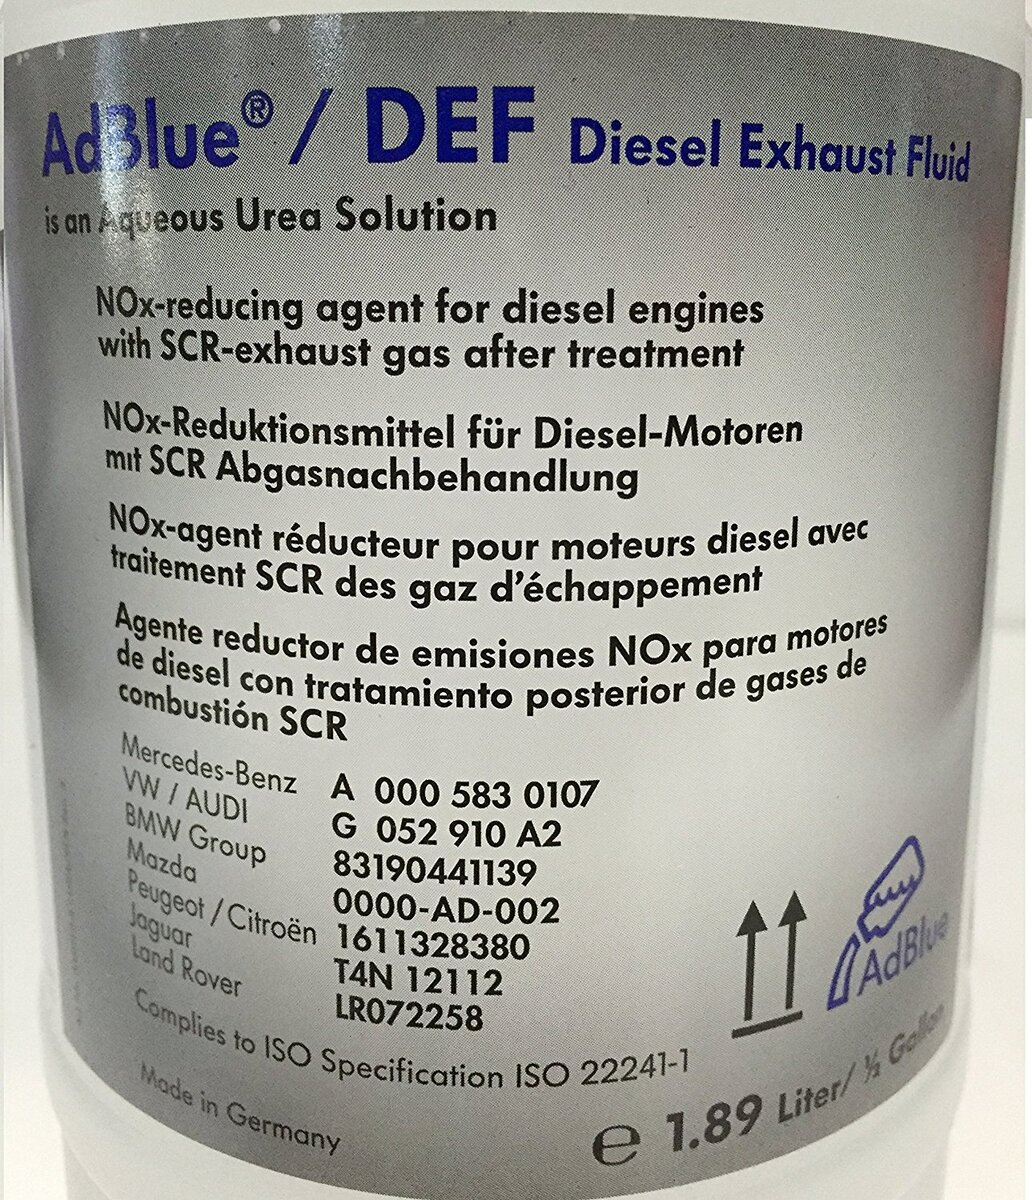 AdBlue® / DEF Diesel Exhaust Fluid
is an Aqueous Urea Solution
NOx-reducing agent for diesel engines
with SCR-exhaust gas after treatment
NOx-Reduktionsmittel für Diesel-Motoren
mit SCR Abgasnachbehandlung
NOx-agent réducteur pour moteurs diesel avec
traitement SCR des gaz d'échappement
Agente reductor de emisiones NOx para motores
de diesel con tratamiento posterior de gases de
combustión SCR
Mercedes-Benz A 000 583 0107
VW / AUDI G 052 910 A2
BMW Group 83190441139
Mazda 0000-AD-002
Peugeot / Citroën 1611328380
Jaguar T4N 12112
Land Rover LR072258
AdBlue
Complies to ISO Specification ISO 22241-1
Made in Germany
℮ 1.89 Liter/ ½ Gallon